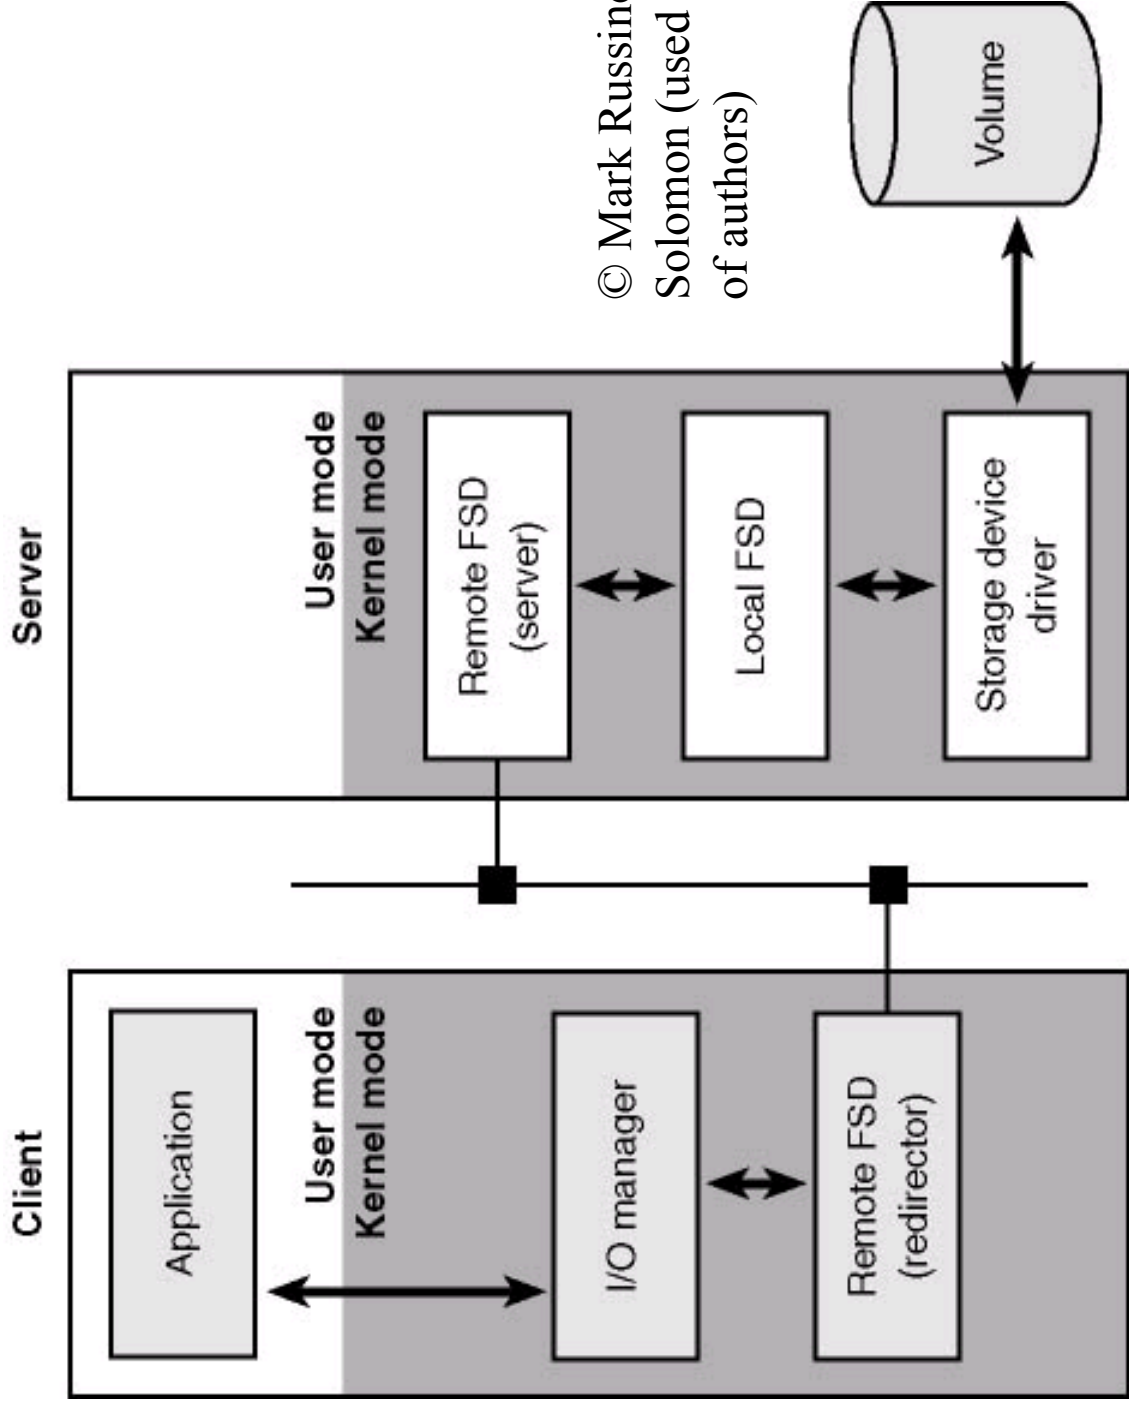 Client
Server
Application
User mode
Kernel mode
I/O manager
Remote FSD
(redirector)
User mode
Kernel mode
Remote FSD
(server)
Local FSD
Storage device
driver
Volume
© Mark
Solomon (used
of authors)